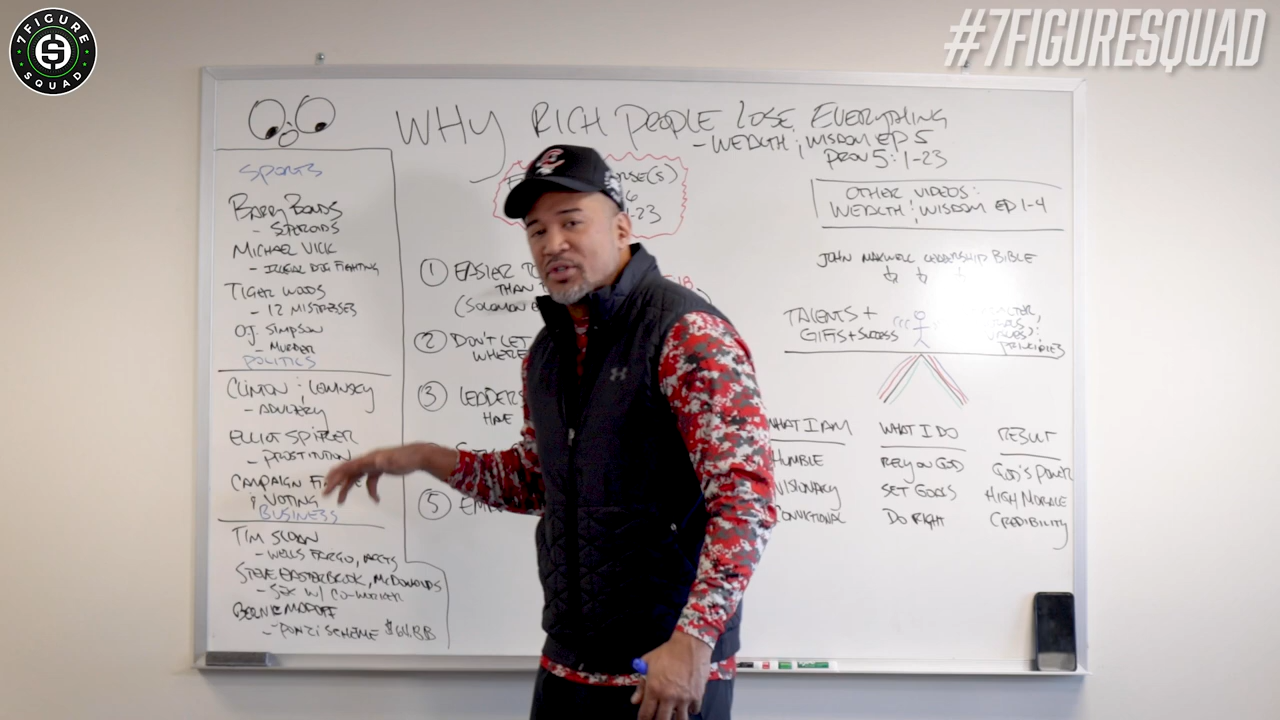 7 FIGURE SQUAD
#7FIGURESQUAD
WHY RICH PEOPLE LOSE EVERYTHING
- WEALTH & WISDOM EP 5
PROV 5:1-23
SPORTS
BARRY BONDS
- STEROIDS
MICHAEL VICK
- ILLEGAL DOG FIGHTING
TIGER WOODS
- 12 MISTRESSES
O.J. SIMPSON
- MURDER
POLITICS
CLINTON & LEWINSKY
- ADULTERY
ELLIOT SPITZER
- PROSTITUTION
CAMPAIGN
& VOTING
BUSINESS
TIM SLOAN
- WELLS FARGO, ACCTS
STEVE EASTERBROOK, McDONALDS
- SEX W/ CO-WORKER
BERNIE MADOFF
- PONZI SCHEME $64.8B
-23
① EASIER TO
THAN
(SOLOMON
② DON'T LET
WHERE
③ LEADERS
HAVE
⑤
OTHER VIDEOS:
WEALTH & WISDOM EP 1-4
JOHN MAXWELL LEADERSHIP BIBLE
TALENTS +
GIFTS + SUCCESS
PRINCIPLES
WHAT I AM WHAT I DO RESULT
HUMBLE RELY ON GOD GOD'S POWER
VISIONARY SET GOALS HIGH MORALE
CONVICTIONAL DO RIGHT CREDIBILITY